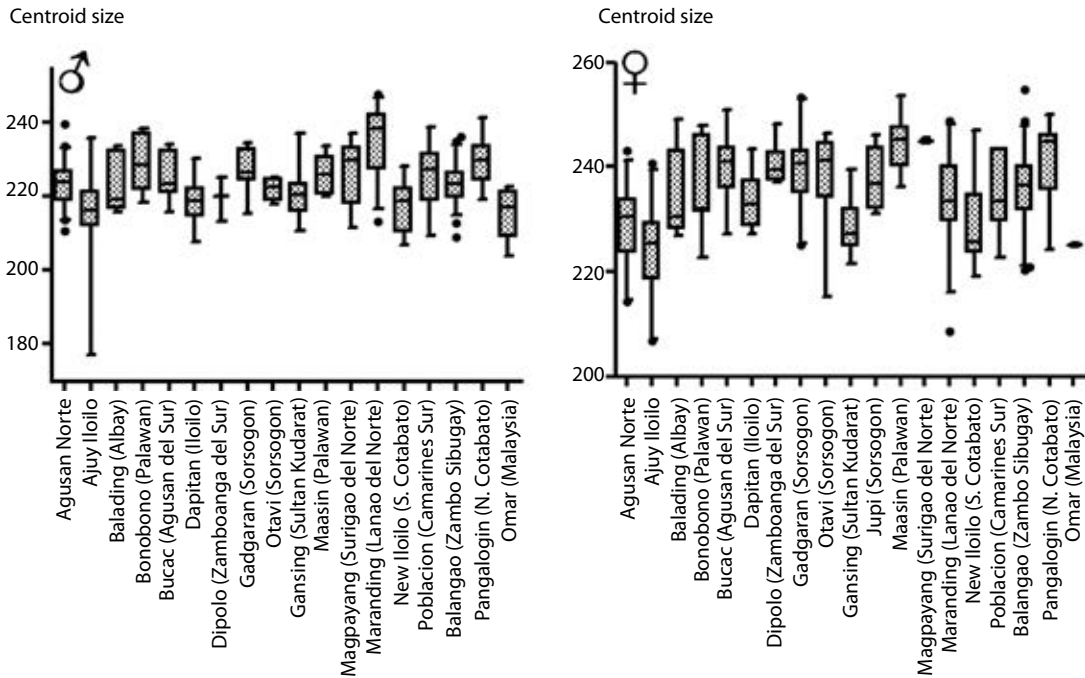 Centroid size
♂
240
220
200
180
Agusan Norte
Ajuy Iloilo
Balading (Albay)
Bonobono (Palawan)
Bucac (Agusan del Sur)
Dapitan (Iloilo)
Dipolo (Zamboanga del Sur)
Gadgaran (Sorsogon)
Otavi (Sorsogon)
Gansing (Sultan Kudarat)
Maasin (Palawan)
Magpayang (Surigao del Norte)
Maranding (Lanao del Norte)
New Iloilo (S. Cotabato)
Poblacion (Camarines Sur)
Balangao (Zambo Sibugay)
Pangalogin (N. Cotabato)
Omar (Malaysia)
Centroid size
♀
260
240
220
200
Agusan Norte
Ajuy Iloilo
Balading (Albay)
Bonobono (Palawan)
Bucac (Agusan del Sur)
Dapitan (Iloilo)
Dipolo (Zamboanga del Sur)
Gadgaran (Sorsogon)
Otavi (Sorsogon)
Gansing (Sultan Kudarat)
Jupi (Sorsogon)
Maasin (Palawan)
Magpayang (Surigao del Norte)
Maranding (Lanao del Norte)
New Iloilo (S. Cotabato)
Poblacion (Camarines Sur)
Balangao (Zambo Sibugay)
Pangalogin (N. Cotabato)
Omar (Malaysia)